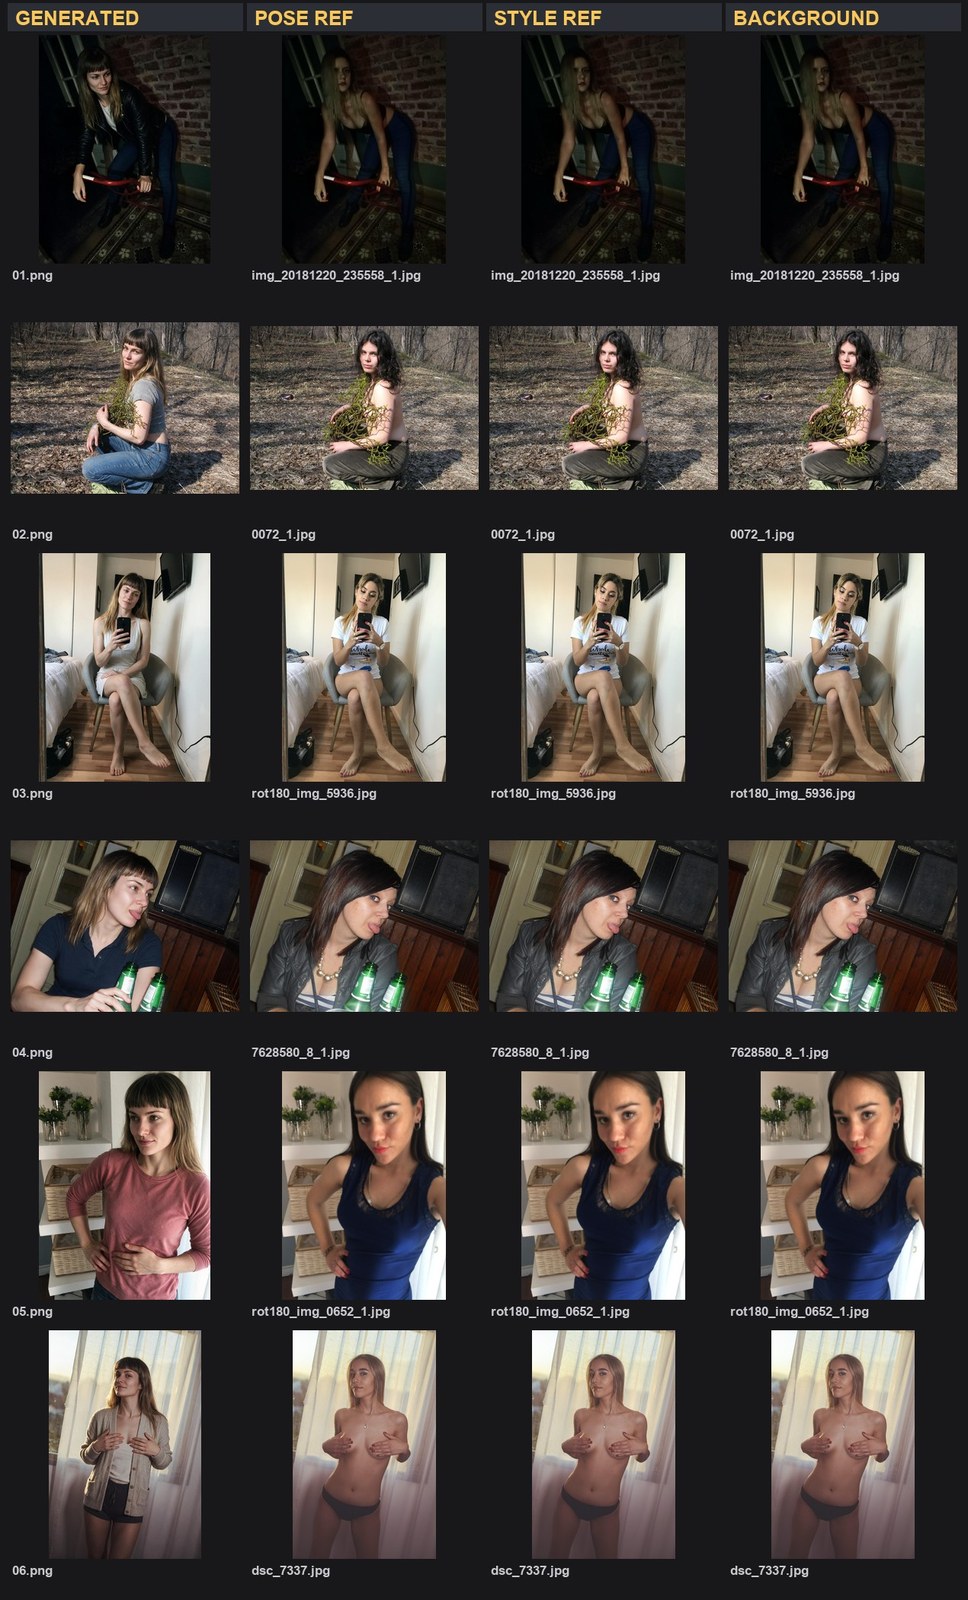 GENERATED POSE REF STYLE REF BACKGROUND
01.png img_20181220_235558_1.jpg img_20181220_235558_1.jpg img_20181220_235558_1.jpg
02.png 0072_1.jpg 0072_1.jpg 0072_1.jpg
03.png rot180_img_5936.jpg rot180_img_5936.jpg rot180_img_5936.jpg
04.png 7628580_8_1.jpg 7628580_8_1.jpg 7628580_8_1.jpg
05.png rot180_img_0652_1.jpg rot180_img_0652_1.jpg rot180_img_0652_1.jpg
06.png dsc_7337.jpg dsc_7337.jpg dsc_7337.jpg